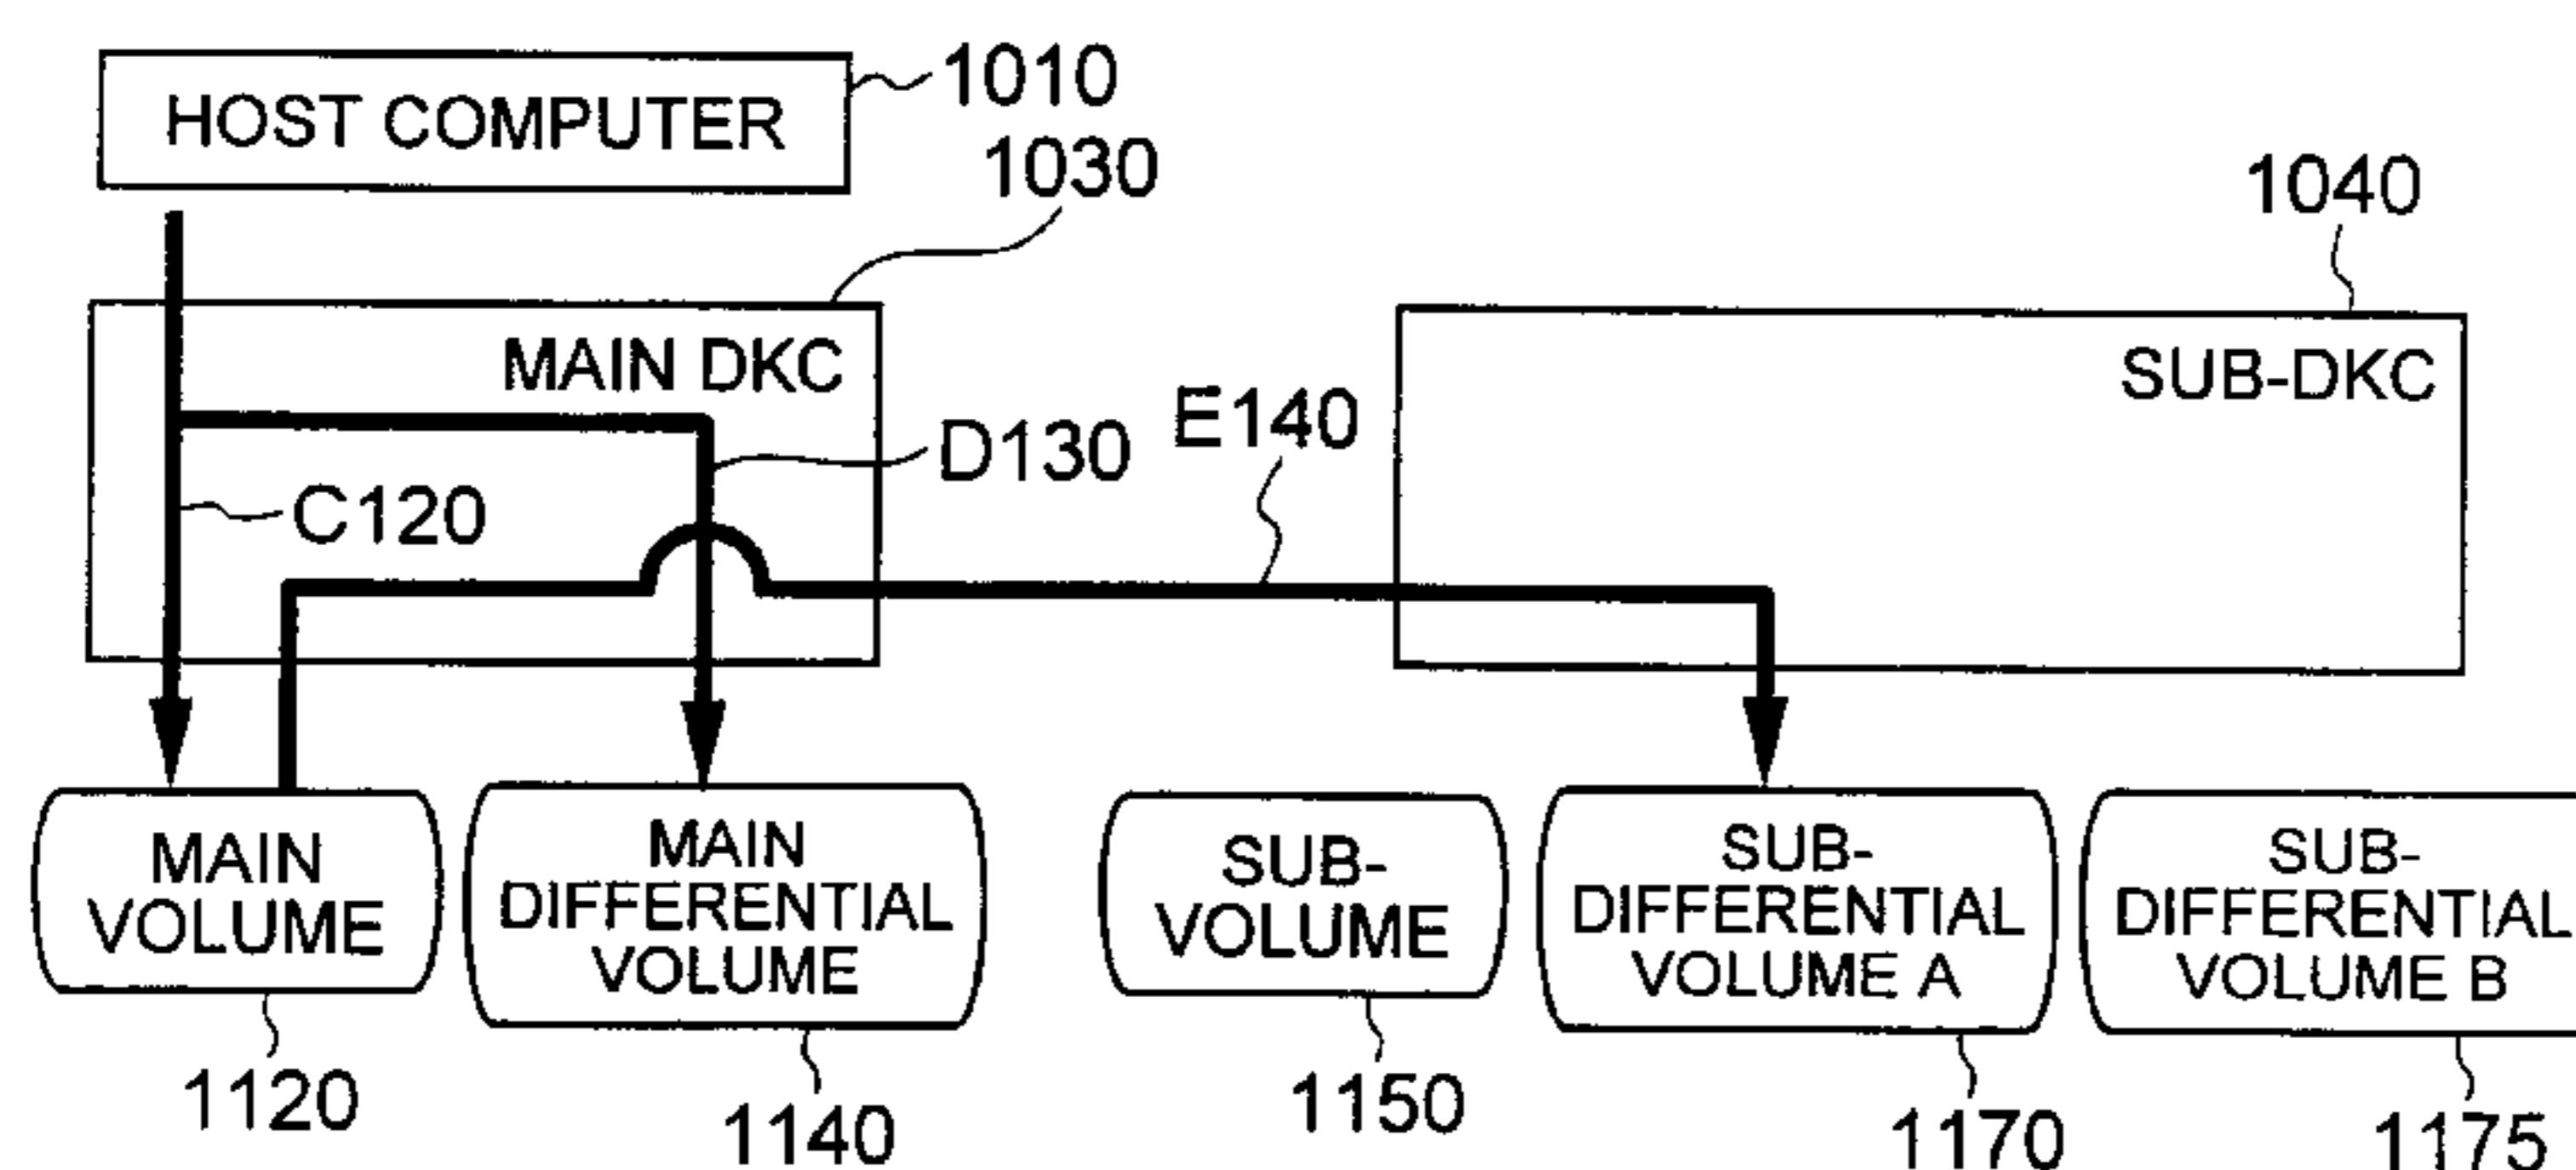 HOST COMPUTER
1010
1030
1040
MAIN DKC
SUB-DKC
E140
D130
C120
MAIN
VOLUME
MAIN
DIFFERENTIAL
VOLUME
SUB-
VOLUME
SUB-
DIFFERENTIAL
VOLUME A
SUB-
DIFFERENTIAL
VOLUME B
1120
1140
1150
1170
1175